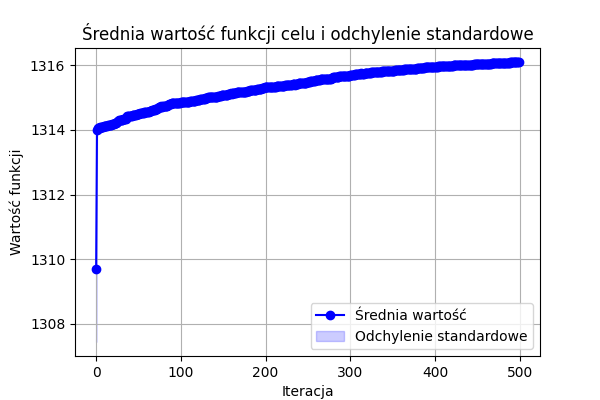 Średnia wartość funkcji celu i odchylenie standardowe
Wartość funkcji
1316
1314
1312
1310
1308
Średnia wartość
Odchylenie standardowe
0 100 200 300 400 500
Iteracja